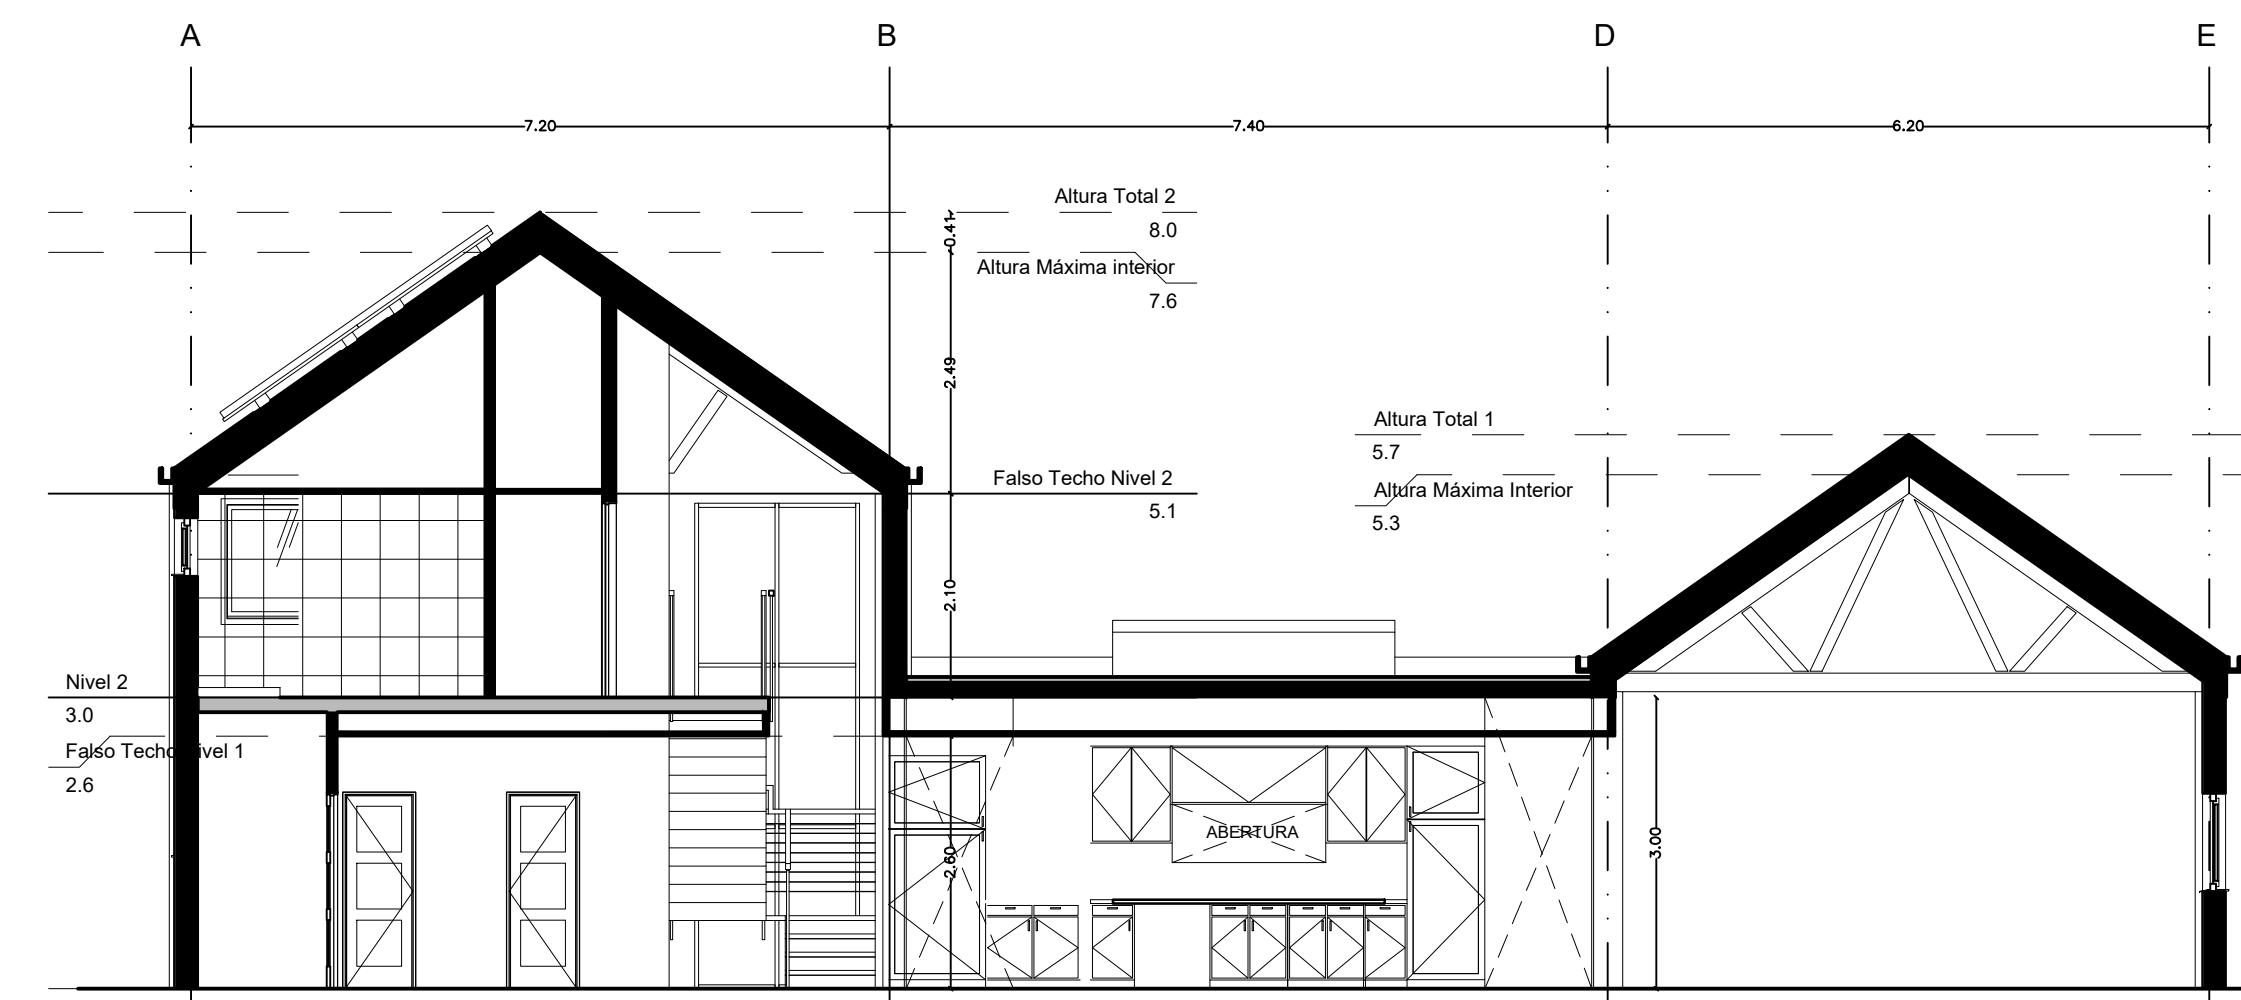 A B D E
7.20 7.40 6.20
Altura Total 2
8.0
0.41
Altura Máxima interior
7.6
2.49
Altura Total 1
5.7
Falso Techo Nivel 2
5.1
Altura Máxima Interior
5.3
2.10
Nivel 2
3.0
Falso Techo Nivel 1
2.6
ABERTURA
2.60
3.00